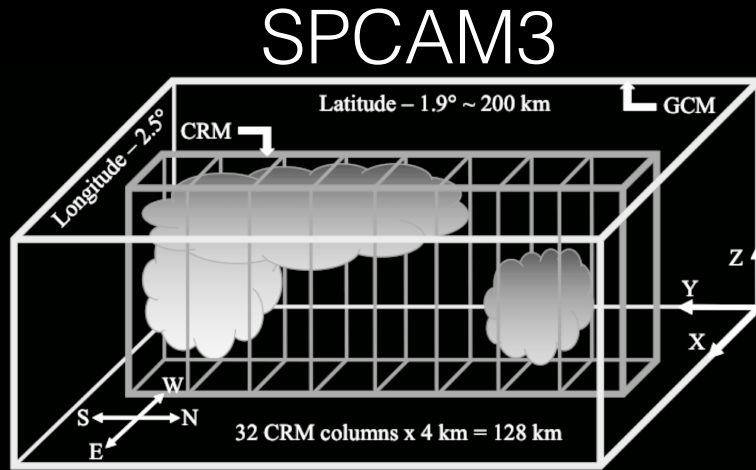 SPCAM3
Latitude – 1.9° ~ 200 km
GCM
CRM
Longitude – 2.5°
Z
Y
X
W
S
N
E
32 CRM columns x 4 km = 128 km